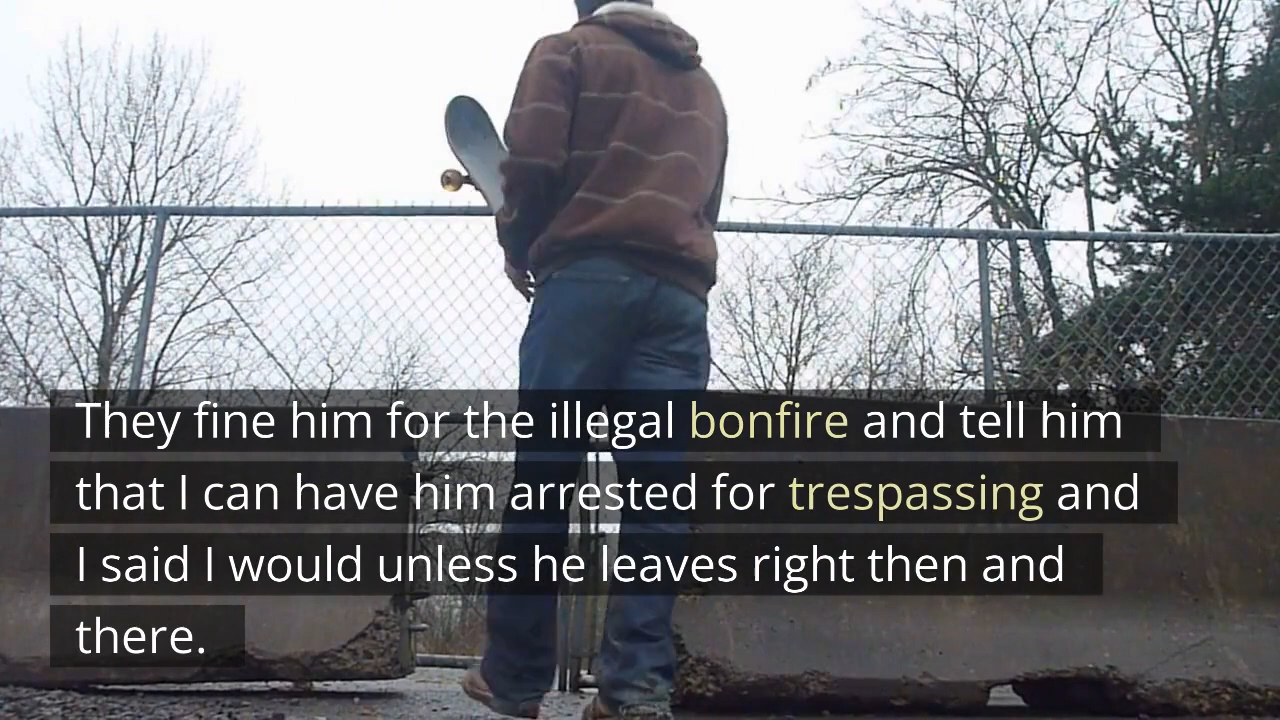 They fine him for the illegal bonfire and tell him
that I can have him arrested for trespassing and
I said I would unless he leaves right then and
there.